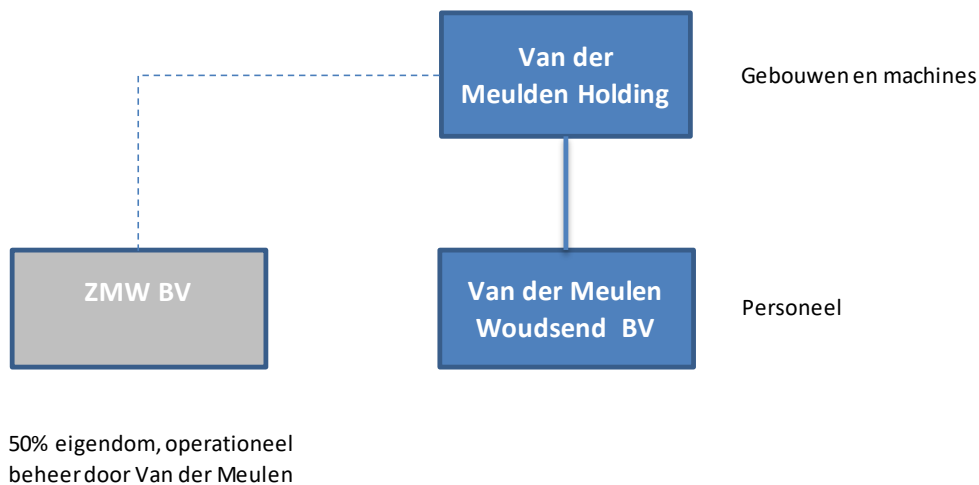 Van der
Meulden Holding
Gebouwen en machines
ZMW BV
Van der Meulen
Woudsend BV
Personeel
50% eigendom, operationeel
beheer door Van der Meulen